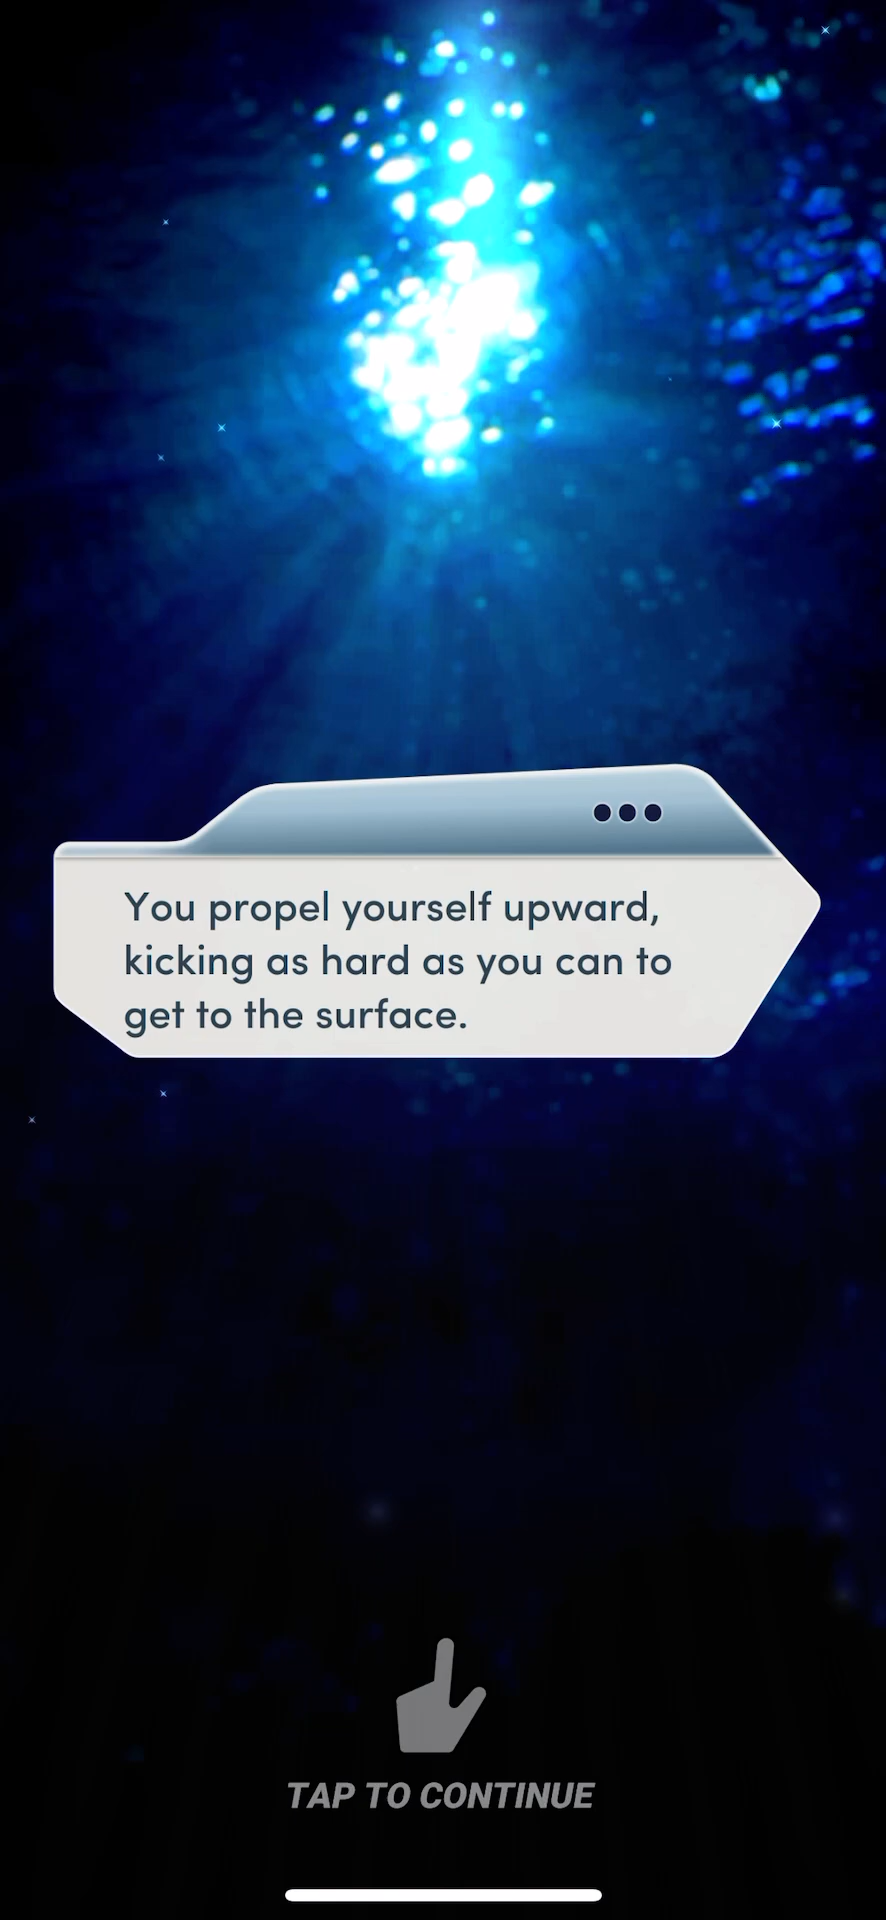 You propel yourself upward,
kicking as hard as you can to
get to the surface.
TAP TO CONTINUE